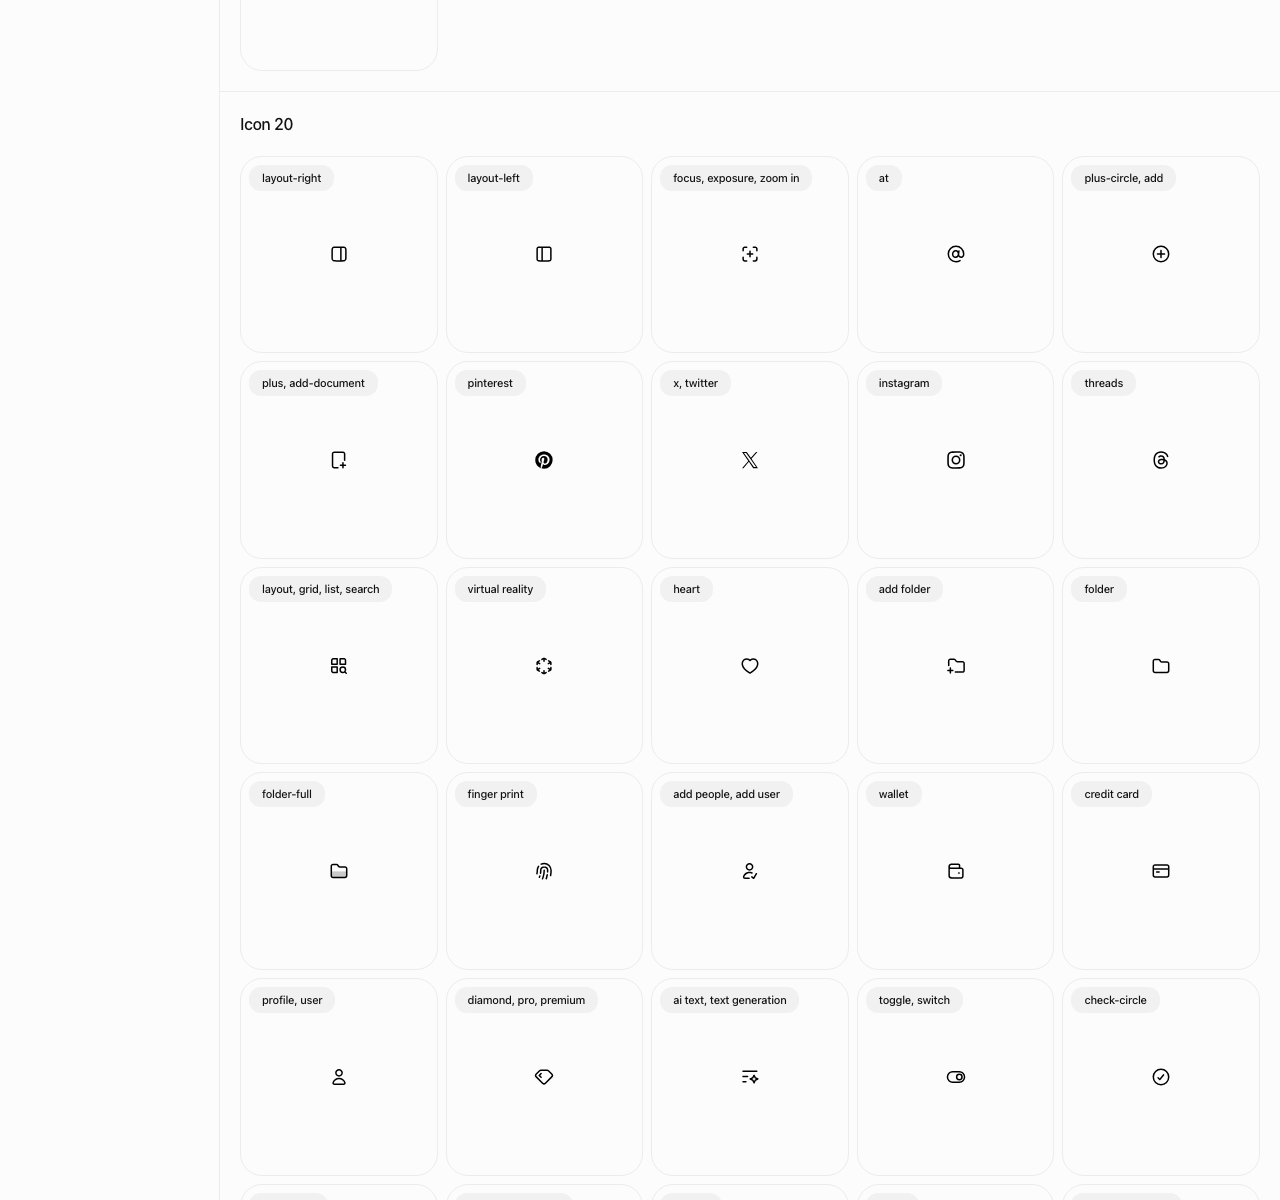 Icon 20
layout-right
layout-left
focus, exposure, zoom in
at
plus-circle, add
plus, add-document
pinterest
x, twitter
instagram
threads
layout, grid, list, search
virtual reality
heart
add folder
folder
folder-full
finger print
add people, add user
wallet
credit card
profile, user
diamond, pro, premium
ai text, text generation
toggle, switch
check-circle